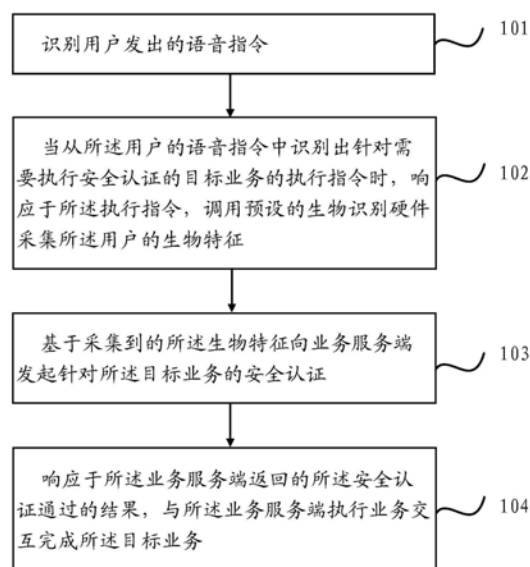 识别用户发出的语音指令
101
当从所述用户的语音指令中识别出针对需
要执行安全认证的目标业务的执行指令时，响
应于所述执行指令，调用预设的生物识别硬件
采集所述用户的生物特征
102
基于采集到的所述生物特征向业务服务端
发起针对所述目标业务的安全认证
103
响应于所述业务服务端返回的所述安全认
证通过的结果，与所述业务服务端执行业务交
互完成所述目标业务
104